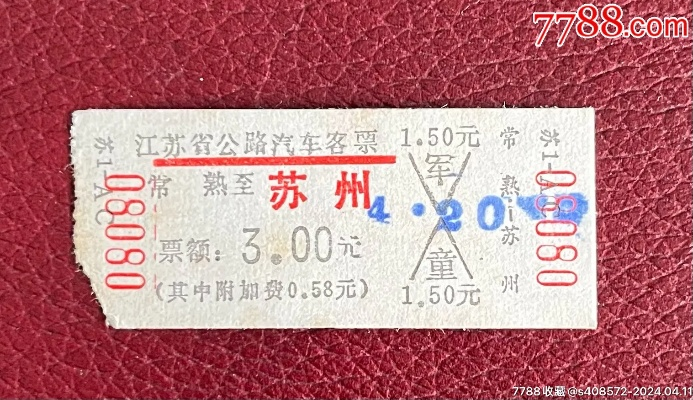 7788.com
苏1-AC
08080
江苏省公路汽车客票
常熟至 苏州
票额：3.00元
(其中附加费0.58元)
1.50元
军
童
1.50元
4·20
常熟—苏州
苏1-AC
08080
7788收藏@s408572-2024.04.11